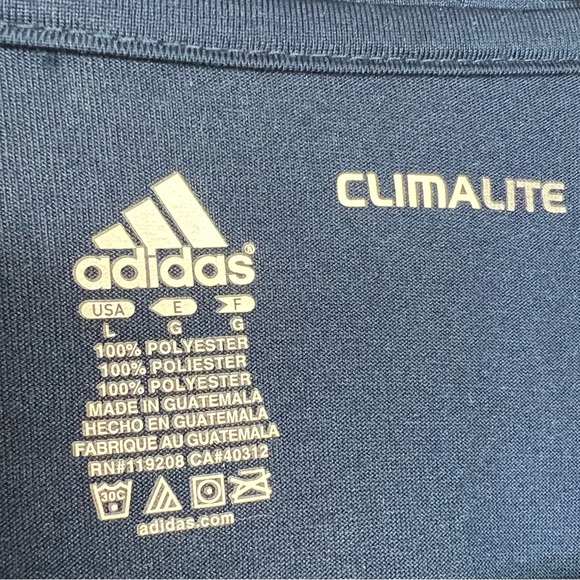 CLIMALITE
adidas®
USA E F
L G G
100% POLYESTER
100% POLIESTER
100% POLYESTER
MADE IN GUATEMALA
HECHO EN GUATEMALA
FABRIQUE AU GUATEMALA
RN#119208 CA#40312
30C
adidas.com